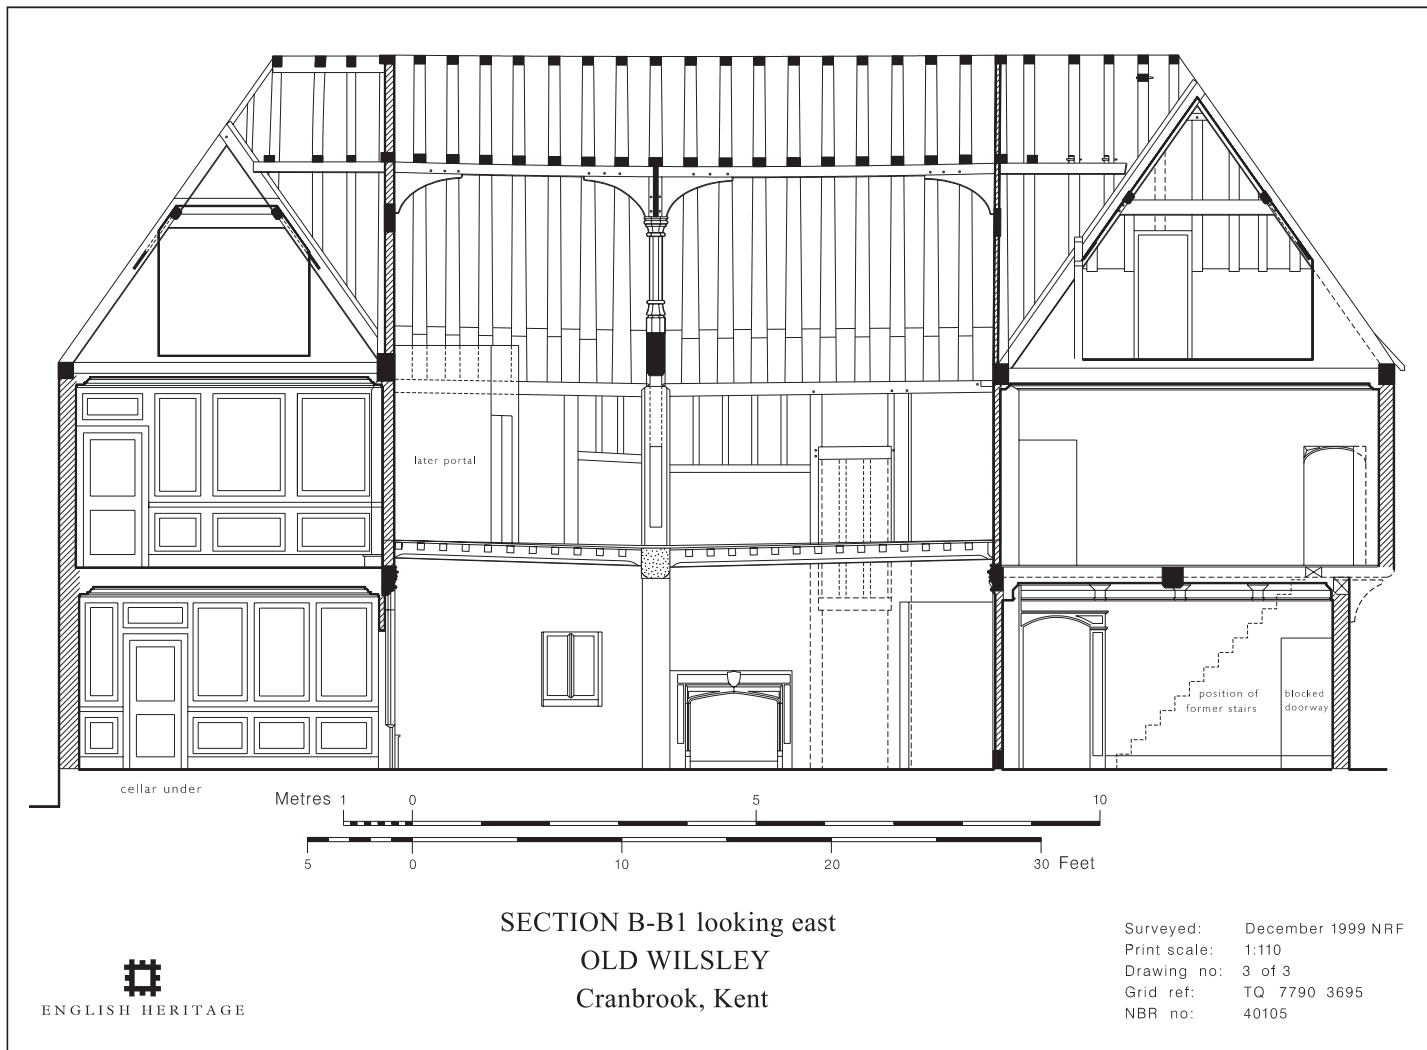 later portal
position of
former stairs
blocked
doorway
cellar under
Metres 1 0 5 10
5 0 10 20 30 Feet
SECTION B-B1 looking east
OLD WILSLEY
Cranbrook, Kent
ENGLISH HERITAGE
Surveyed: December 1999 NRF
Print scale: 1:110
Drawing no: 3 of 3
Grid ref: TQ 7790 3695
NBR no: 40105